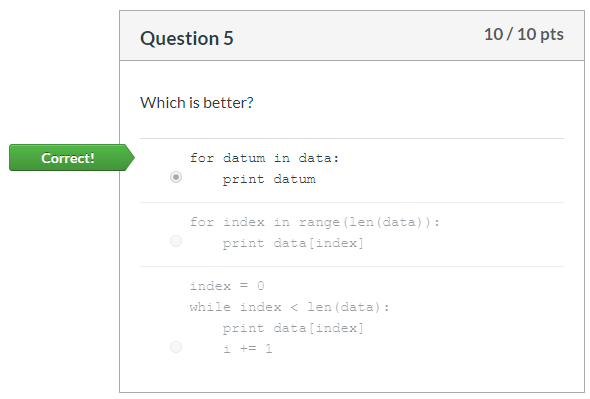 Question 5
10 / 10 pts
Which is better?
Correct!
for datum in data:
    print datum
for index in range(len(data)):
    print data[index]
index = 0
while index < len(data):
    print data[index]
    i += 1